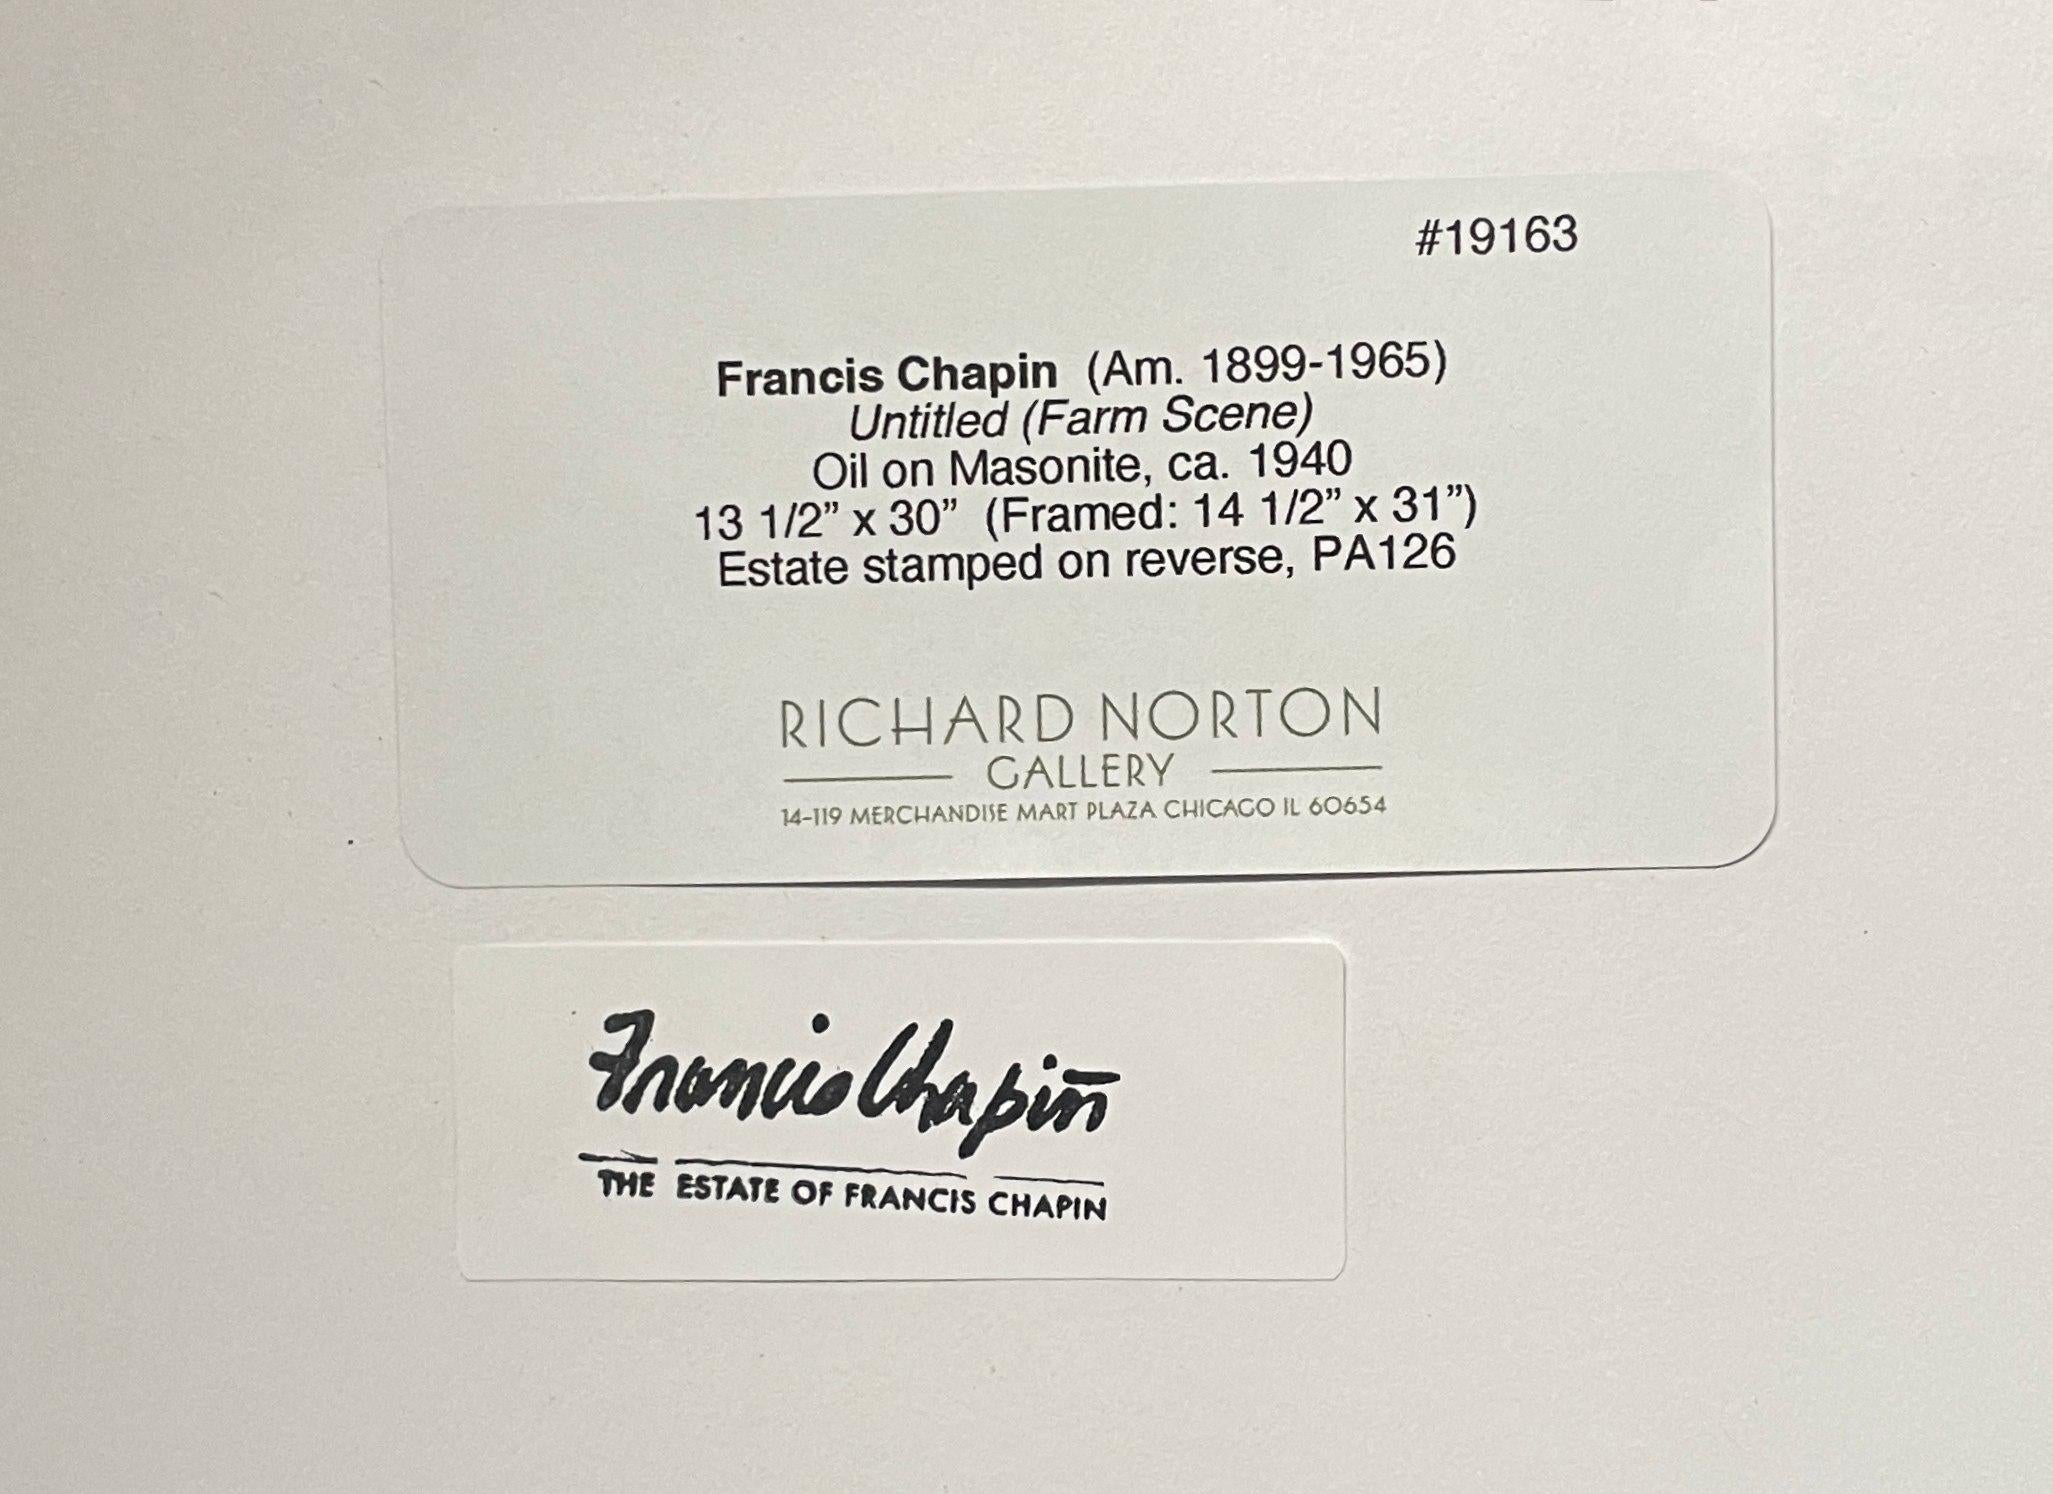 #19163
Francis Chapin (Am. 1899-1965)
Untitled (Farm Scene)
Oil on Masonite, ca. 1940
13 1/2” x 30” (Framed: 14 1/2” x 31”)
Estate stamped on reverse, PA126
RICHARD NORTON
GALLERY
14-119 MERCHANDISE MART PLAZA CHICAGO IL 60654
Francis Chapin
THE ESTATE OF FRANCIS CHAPIN